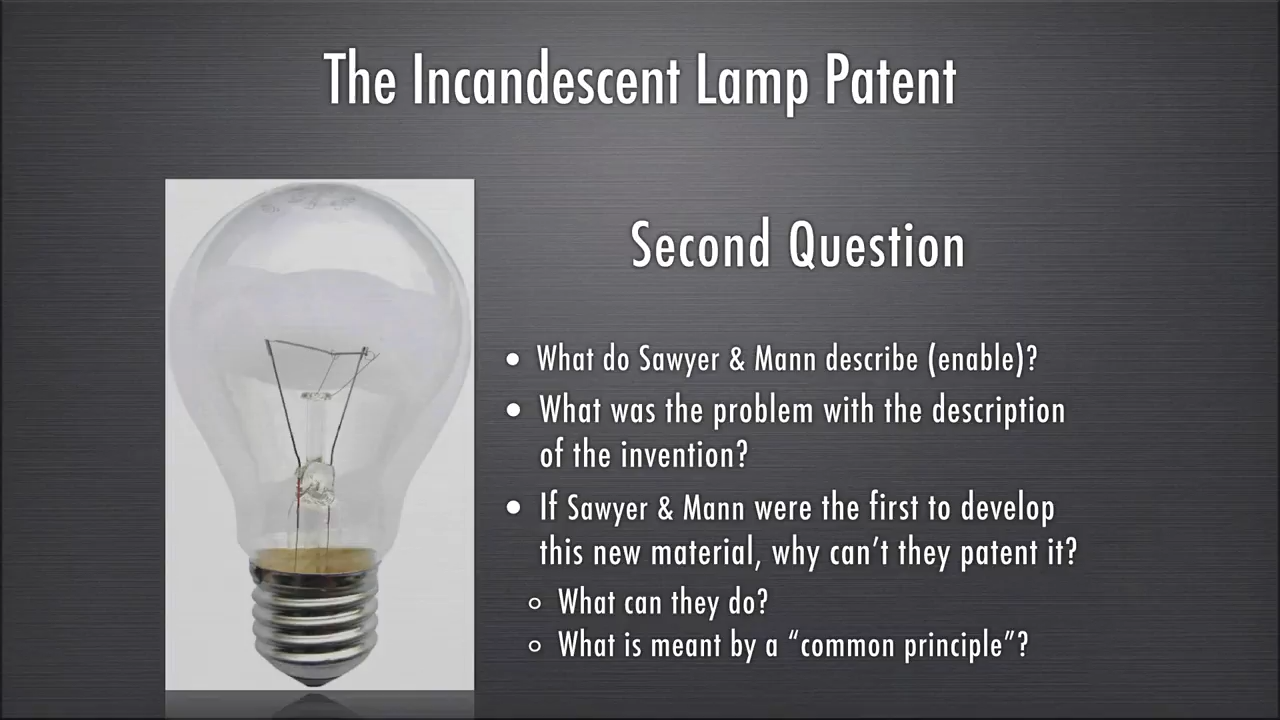 The Incandescent Lamp Patent
Second Question
• What do Sawyer & Mann describe (enable)?
• What was the problem with the description
of the invention?
• If Sawyer & Mann were the first to develop
this new material, why can’t they patent it?
○ What can they do?
○ What is meant by a “common principle”?